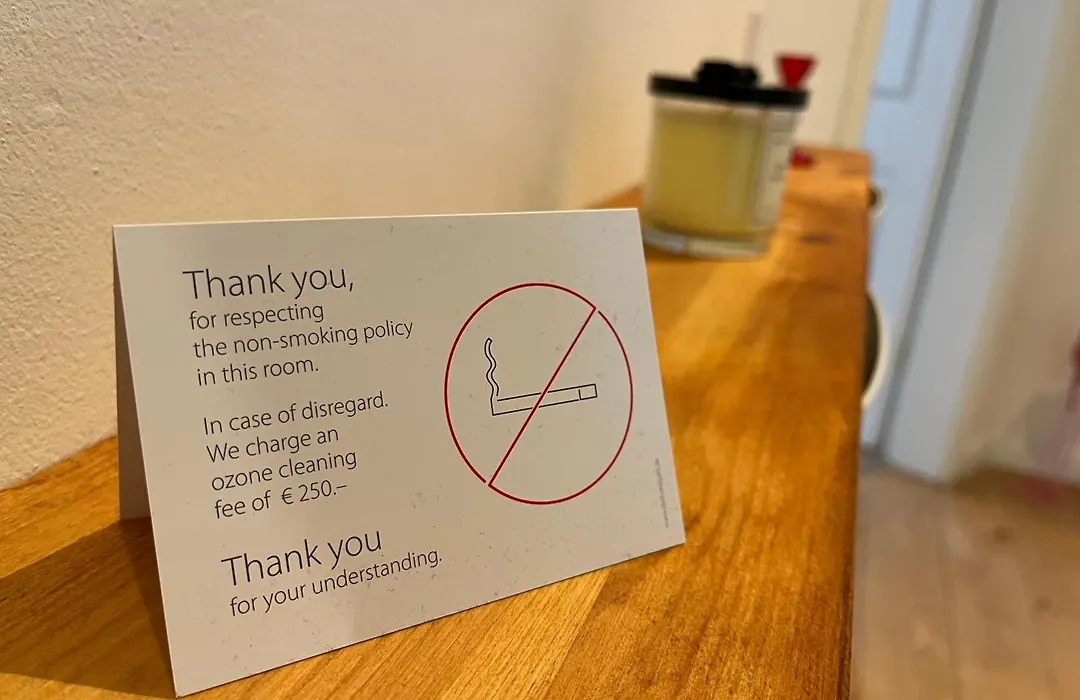 Thank you,
for respecting
the non-smoking policy
in this room.
In case of disregard.
We charge an
ozone cleaning
fee of € 250.–
Thank you
for your understanding.